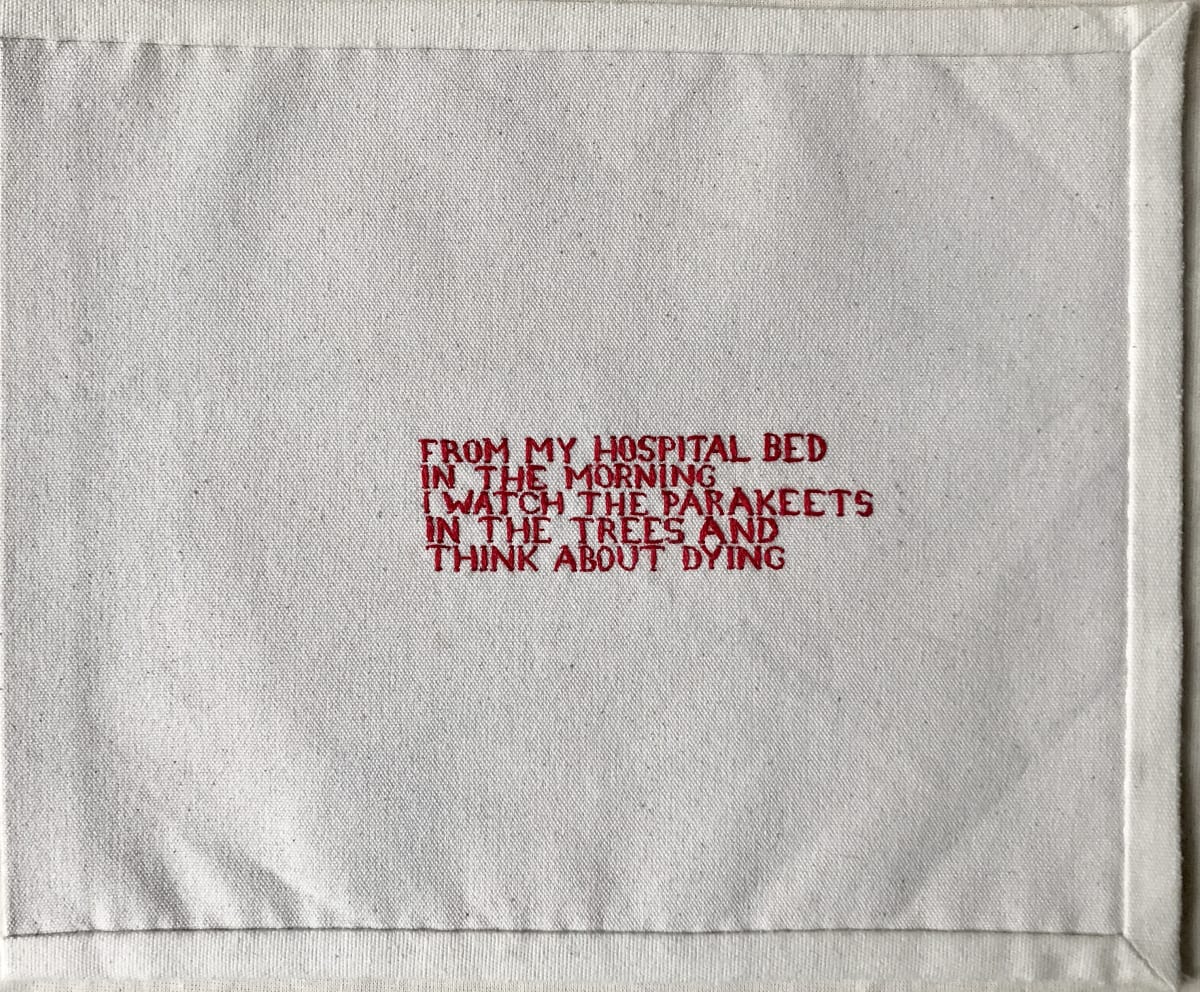 FROM MY HOSPITAL BED
IN THE MORNING
I WATCH THE PARAKEETS
IN THE TREES AND
THINK ABOUT DYING